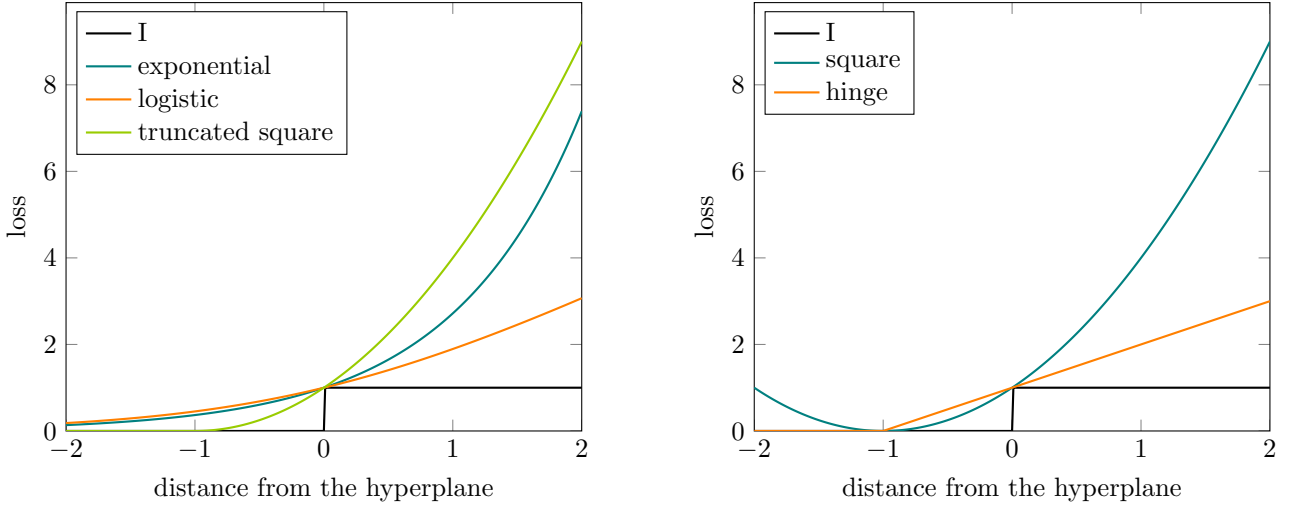 I
exponential
logistic
truncated square
8
6
4
2
0
−2
−1
0
1
2
loss
distance from the hyperplane
I
square
hinge
8
6
4
2
0
−2
−1
0
1
2
loss
distance from the hyperplane